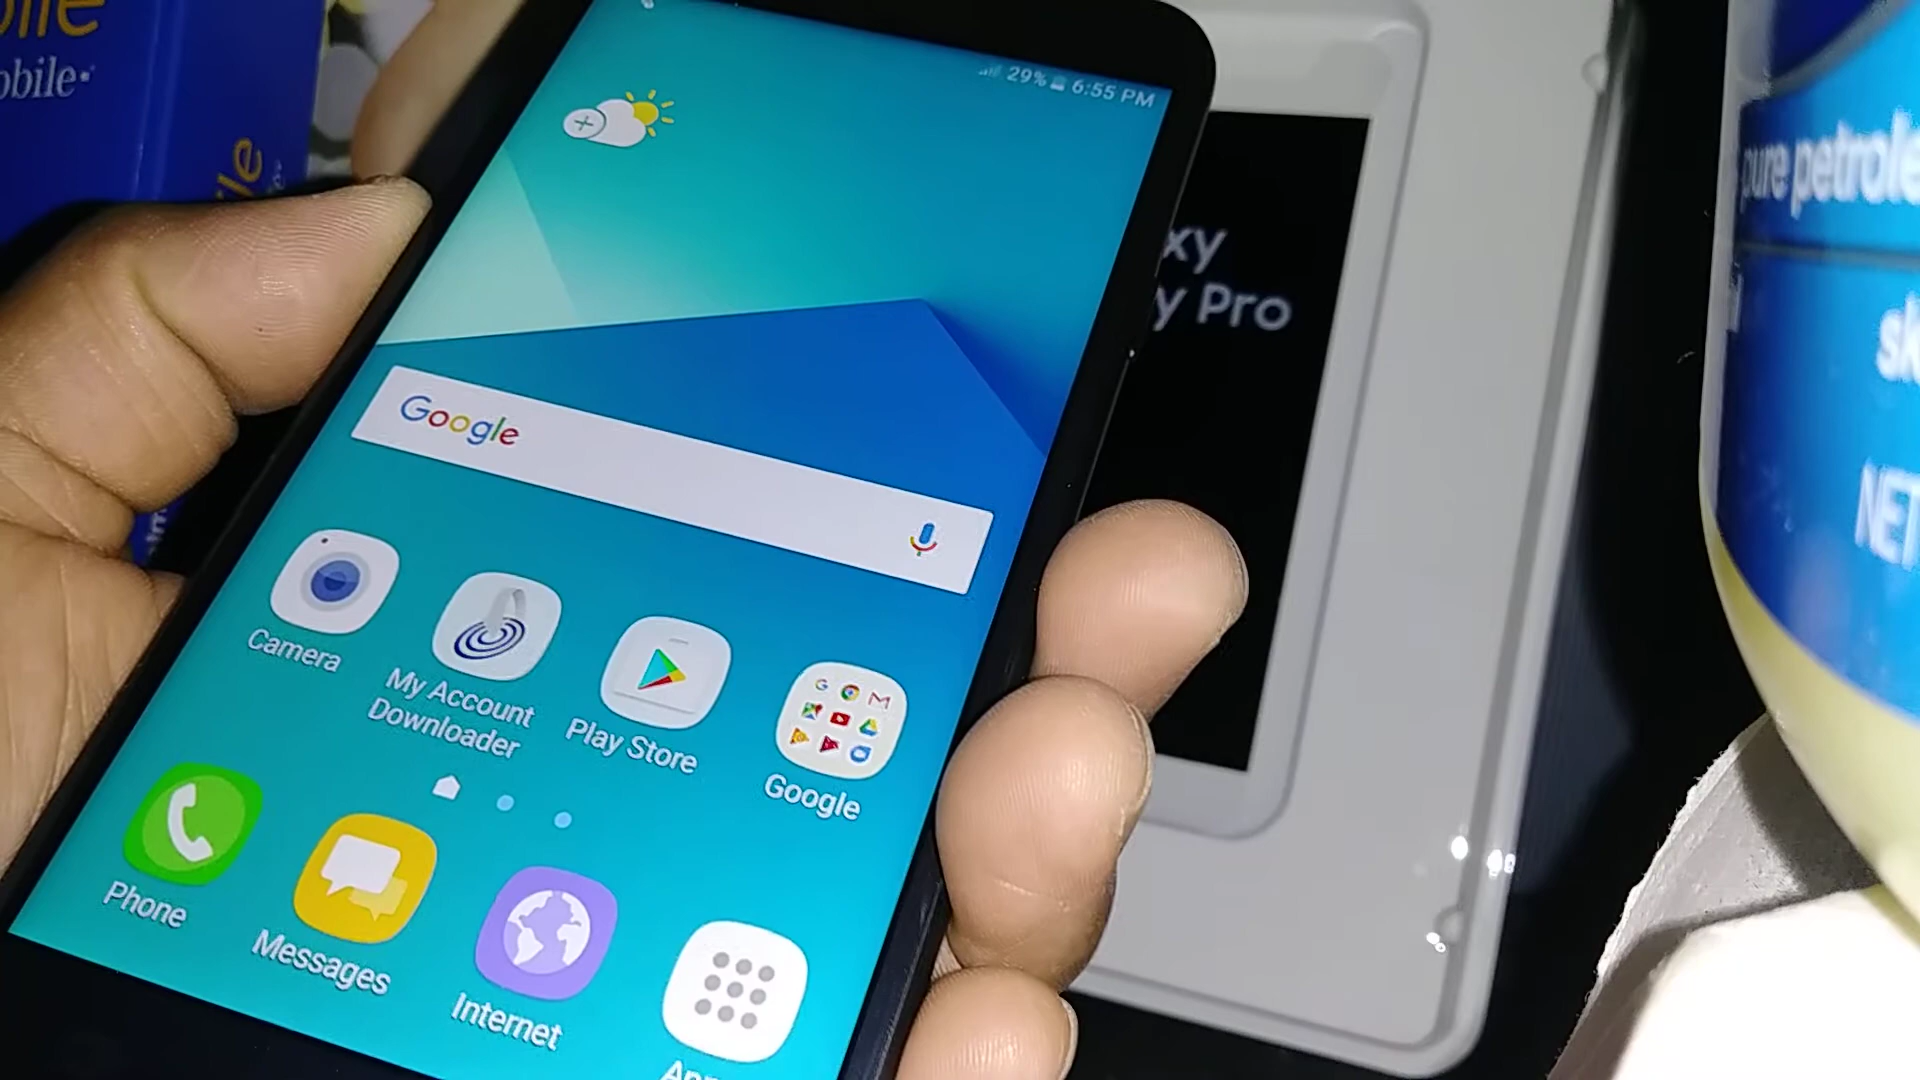 obile
29% 6:55 PM
xy
y Pro
pure petrole
sk
NET
Google
Camera
My Account
Downloader
Play Store
Google
Phone
Messages
Internet